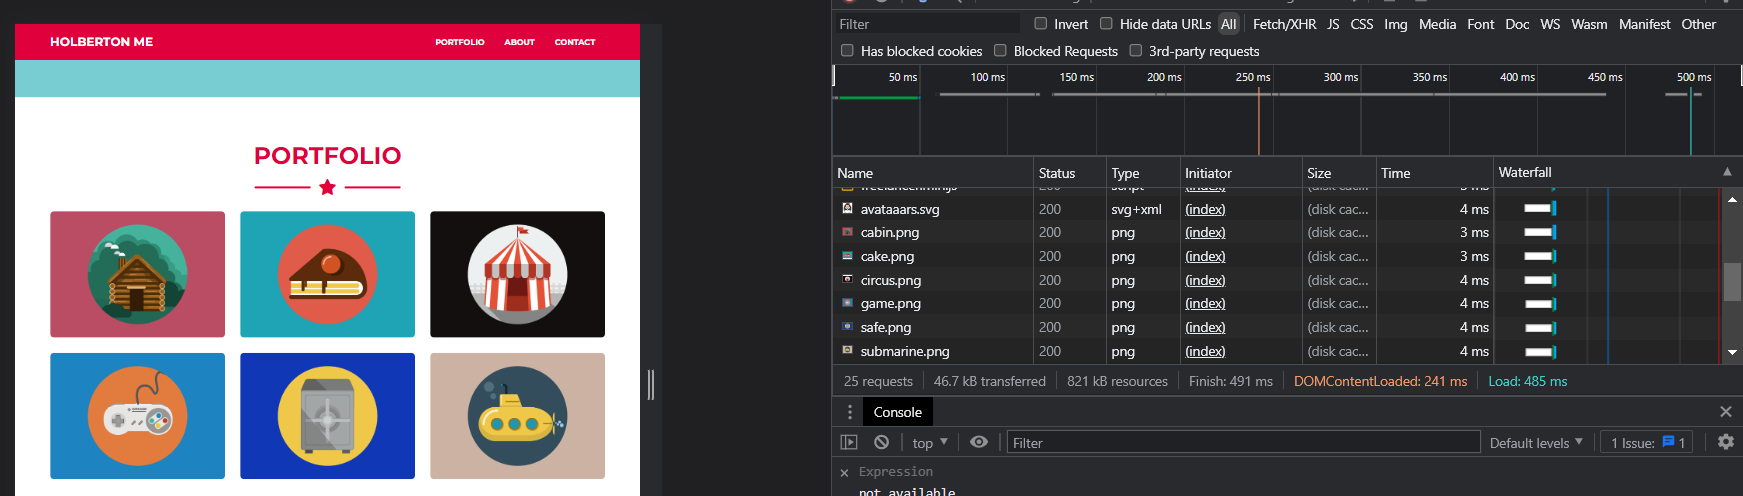 HOLBERTON ME PORTFOLIO ABOUT CONTACT
PORTFOLIO
Filter Invert Hide data URLs All Fetch/XHR JS CSS Img Media Font Doc WS Wasm Manifest Other
Has blocked cookies Blocked Requests 3rd-party requests
50 ms 100 ms 150 ms 200 ms 250 ms 300 ms 350 ms 400 ms 450 ms 500 ms
Name Status Type Initiator Size Time Waterfall
avataaars.svg 200 svg+xml (index) (disk cac... 4 ms
cabin.png 200 png (index) (disk cac... 3 ms
cake.png 200 png (index) (disk cac... 3 ms
circus.png 200 png (index) (disk cac... 4 ms
game.png 200 png (index) (disk cac... 4 ms
safe.png 200 png (index) (disk cac... 4 ms
submarine.png 200 png (index) (disk cac... 4 ms
25 requests 46.7 kB transferred 821 kB resources Finish: 491 ms DOMContentLoaded: 241 ms Load: 485 ms
Console
top Filter Default levels 1 Issue: 1
Expression
not available